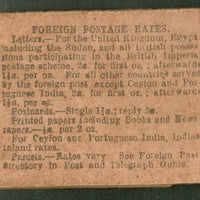 FOREIGN POSTAGE RATES.
Letters.—For the United Kingdom, Egypt
including the Sudan, and all British posses
sions participating in the British Imperial
postage scheme, 2a. for first oz.; afterwards
1½a. per oz. For all other countries served
by the foreign post except Ceylon and Por
tuguese India, 3a. for first oz.; afterwards
1½a. per oz.
Postcards.—Single 1½a.; reply 3a.
Printed papers including Books and News
papers.—½a. per 2 oz.
For Ceylon and Portuguese India, Indian
inland rates.
Parcels.—Rates vary. See Foreign Post
Directory in Post and Telegraph Guide.